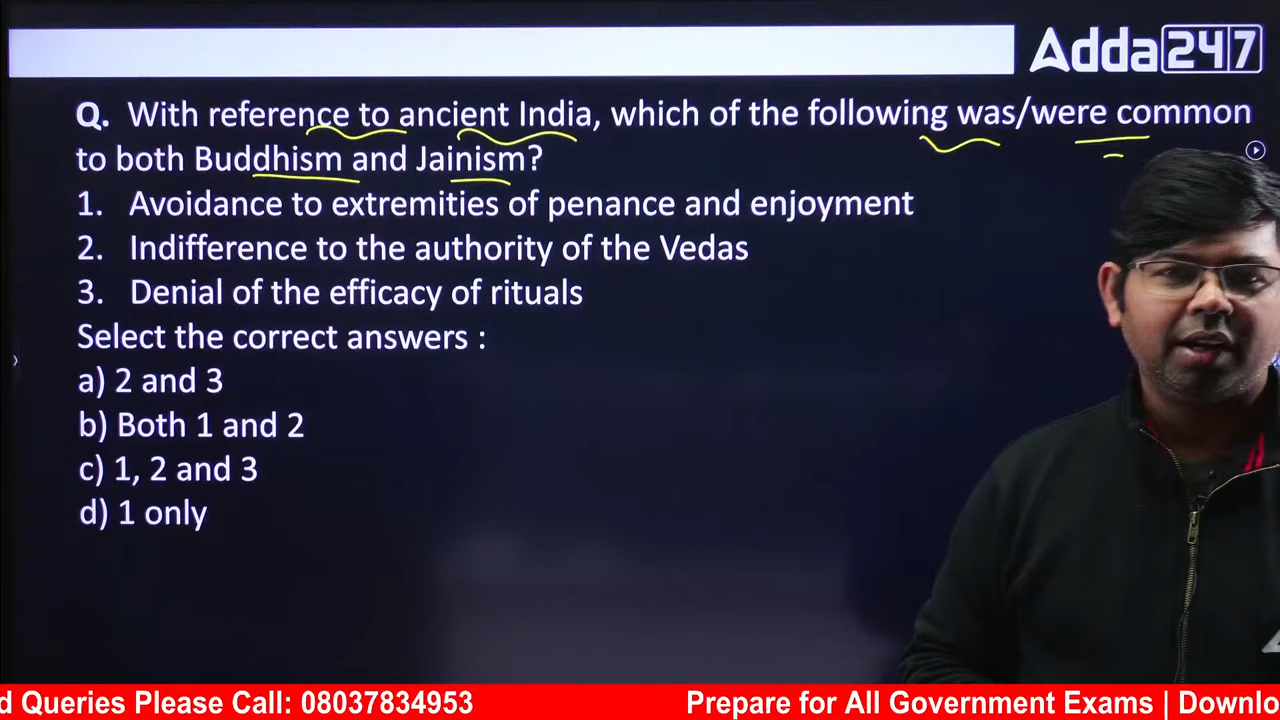 Adda247
Q. With reference to ancient India, which of the following was/were common
to both Buddhism and Jainism?
1. Avoidance to extremities of penance and enjoyment
2. Indifference to the authority of the Vedas
3. Denial of the efficacy of rituals
Select the correct answers :
a) 2 and 3
b) Both 1 and 2
c) 1, 2 and 3
d) 1 only
d Queries Please Call: 08037834953 Prepare for All Government Exams | Downlo